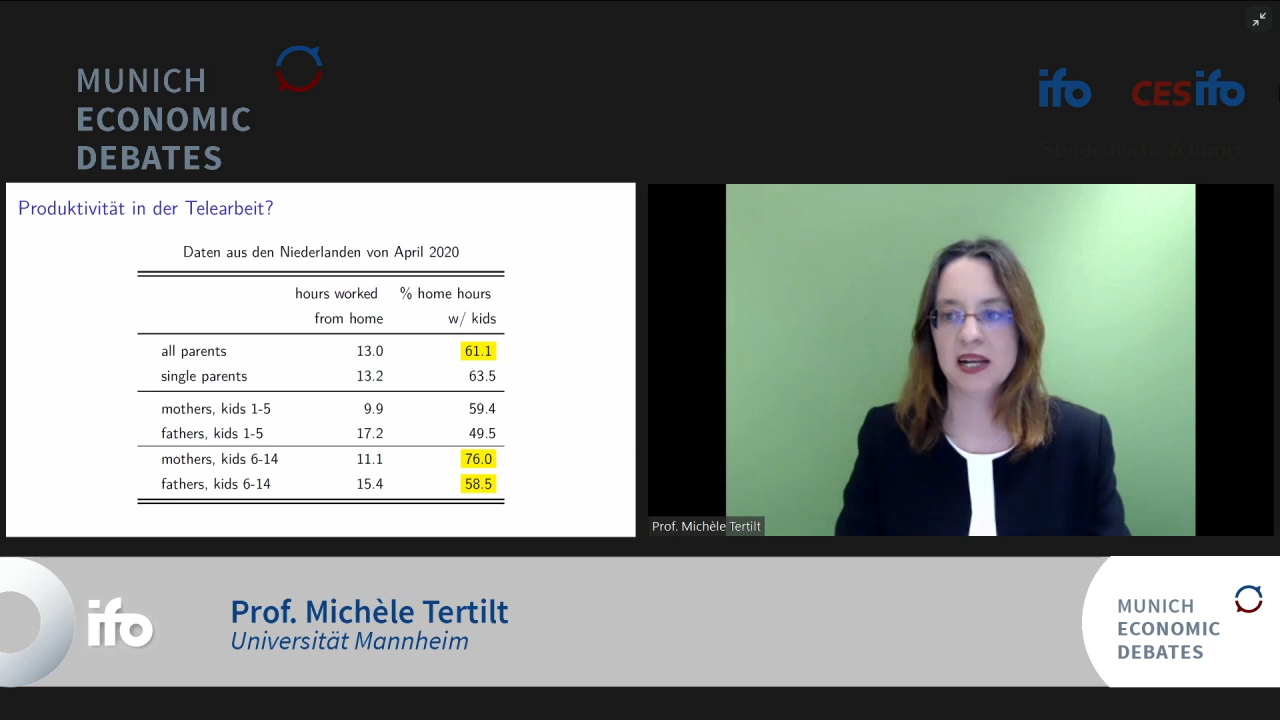 MUNICH
ECONOMIC
DEBATES
ifo CESifo
Süddeutsche Zeitung
Produktivität in der Telearbeit?
Daten aus den Niederlanden von April 2020
hours worked % home hours
from home w/ kids
all parents 13.0 61.1
single parents 13.2 63.5
mothers, kids 1-5 9.9 59.4
fathers, kids 1-5 17.2 49.5
mothers, kids 6-14 11.1 76.0
fathers, kids 6-14 15.4 58.5
Prof. Michèle Tertilt
ifo
Prof. Michèle Tertilt
Universität Mannheim
MUNICH
ECONOMIC
DEBATES